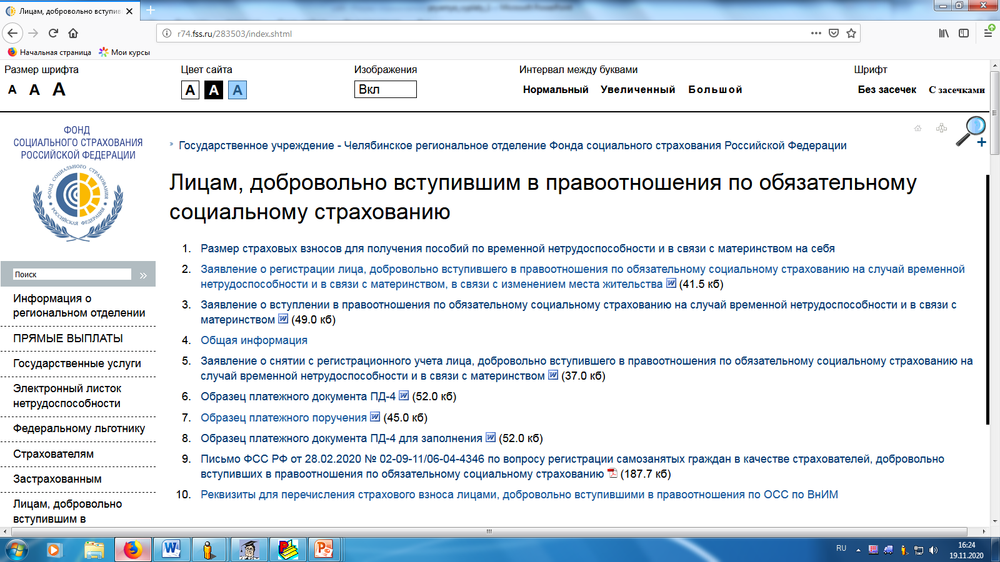 Лицам, добровольно вступив
r74.fss.ru/283503/index.shtml
Начальная страница
Мои курсы
Размер шрифта
Цвет сайта
Изображения
Интервал между буквами
Шрифт
A A A
A A A
Вкл
Нормальный Увеличенный Большой
Без засечек С засечками
ФОНД
СОЦИАЛЬНОГО СТРАХОВАНИЯ
РОССИЙСКОЙ ФЕДЕРАЦИИ
ФОНД СОЦИАЛЬНОГО СТРАХОВАНИЯ
РОССИЙСКАЯ ФЕДЕРАЦИЯ
Поиск
Информация о
региональном отделении
ПРЯМЫЕ ВЫПЛАТЫ
Государственные услуги
Электронный листок
нетрудоспособности
Федеральному льготнику
Страхователям
Застрахованным
Лицам, добровольно
вступившим в
Государственное учреждение - Челябинское региональное отделение Фонда социального страхования Российской Федерации
Лицам, добровольно вступившим в правоотношения по обязательному
социальному страхованию
1. Размер страховых взносов для получения пособий по временной нетрудоспособности и в связи с материнством на себя
2. Заявление о регистрации лица, добровольно вступившего в правоотношения по обязательному социальному страхованию на случай временной
нетрудоспособности и в связи с материнством, в связи с изменением места жительства (41.5 кб)
3. Заявление о вступлении в правоотношения по обязательному социальному страхованию на случай временной нетрудоспособности и в связи с
материнством (49.0 кб)
4. Общая информация
5. Заявление о снятии с регистрационного учета лица, добровольно вступившего в правоотношения по обязательному социальному страхованию на
случай временной нетрудоспособности и в связи с материнством (37.0 кб)
6. Образец платежного документа ПД-4 (52.0 кб)
7. Образец платежного поручения (45.0 кб)
8. Образец платежного документа ПД-4 для заполнения (52.0 кб)
9. Письмо ФСС РФ от 28.02.2020 № 02-09-11/06-04-4346 по вопросу регистрации самозанятых граждан в качестве страхователей, добровольно
вступивших в правоотношения по обязательному социальному страхованию (187.7 кб)
10. Реквизиты для перечисления страхового взноса лицами, добровольно вступившими в правоотношения по ОСС по ВнИМ
RU
16:24
19.11.2020